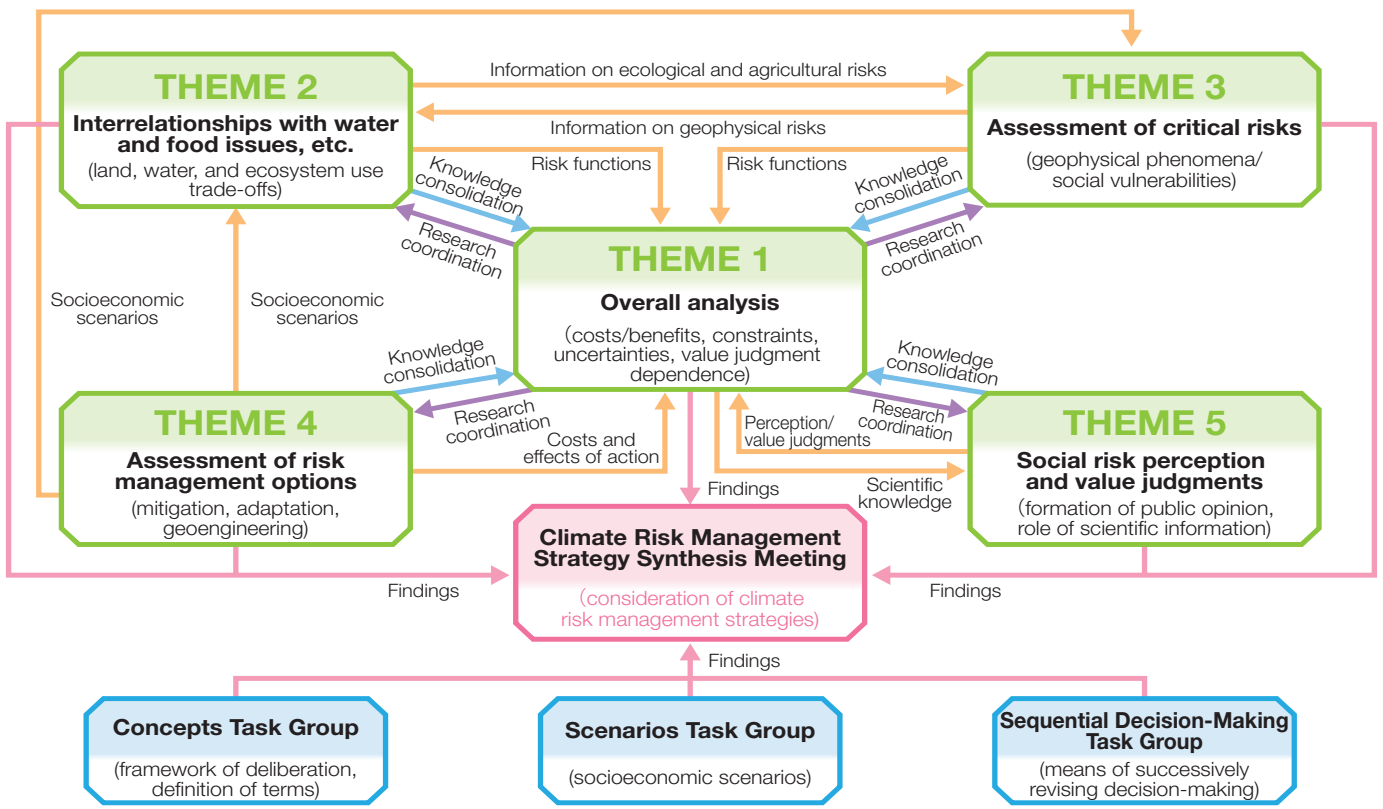 THEME 2
Interrelationships with water
and food issues, etc.
(land, water, and ecosystem use
trade-offs)
Information on ecological and agricultural risks
Information on geophysical risks
THEME 3
Assessment of critical risks
(geophysical phenomena/
social vulnerabilities)
Risk functions
Risk functions
Knowledge
consolidation
Research
coordination
Knowledge
consolidation
Research
coordination
THEME 1
Overall analysis
(costs/benefits, constraints,
uncertainties, value judgment
dependence)
Socioeconomic
scenarios
Socioeconomic
scenarios
Knowledge
consolidation
Research
coordination
Knowledge
consolidation
Research
coordination
THEME 4
Assessment of risk
management options
(mitigation, adaptation,
geoengineering)
Costs and
effects of action
Perception/
value judgments
Scientific
knowledge
THEME 5
Social risk perception
and value judgments
(formation of public opinion,
role of scientific information)
Findings
Climate Risk Management
Strategy Synthesis Meeting
(consideration of climate
risk management strategies)
Findings
Findings
Findings
Concepts Task Group
(framework of deliberation,
definition of terms)
Scenarios Task Group
(socioeconomic scenarios)
Sequential Decision-Making
Task Group
(means of successively
revising decision-making)